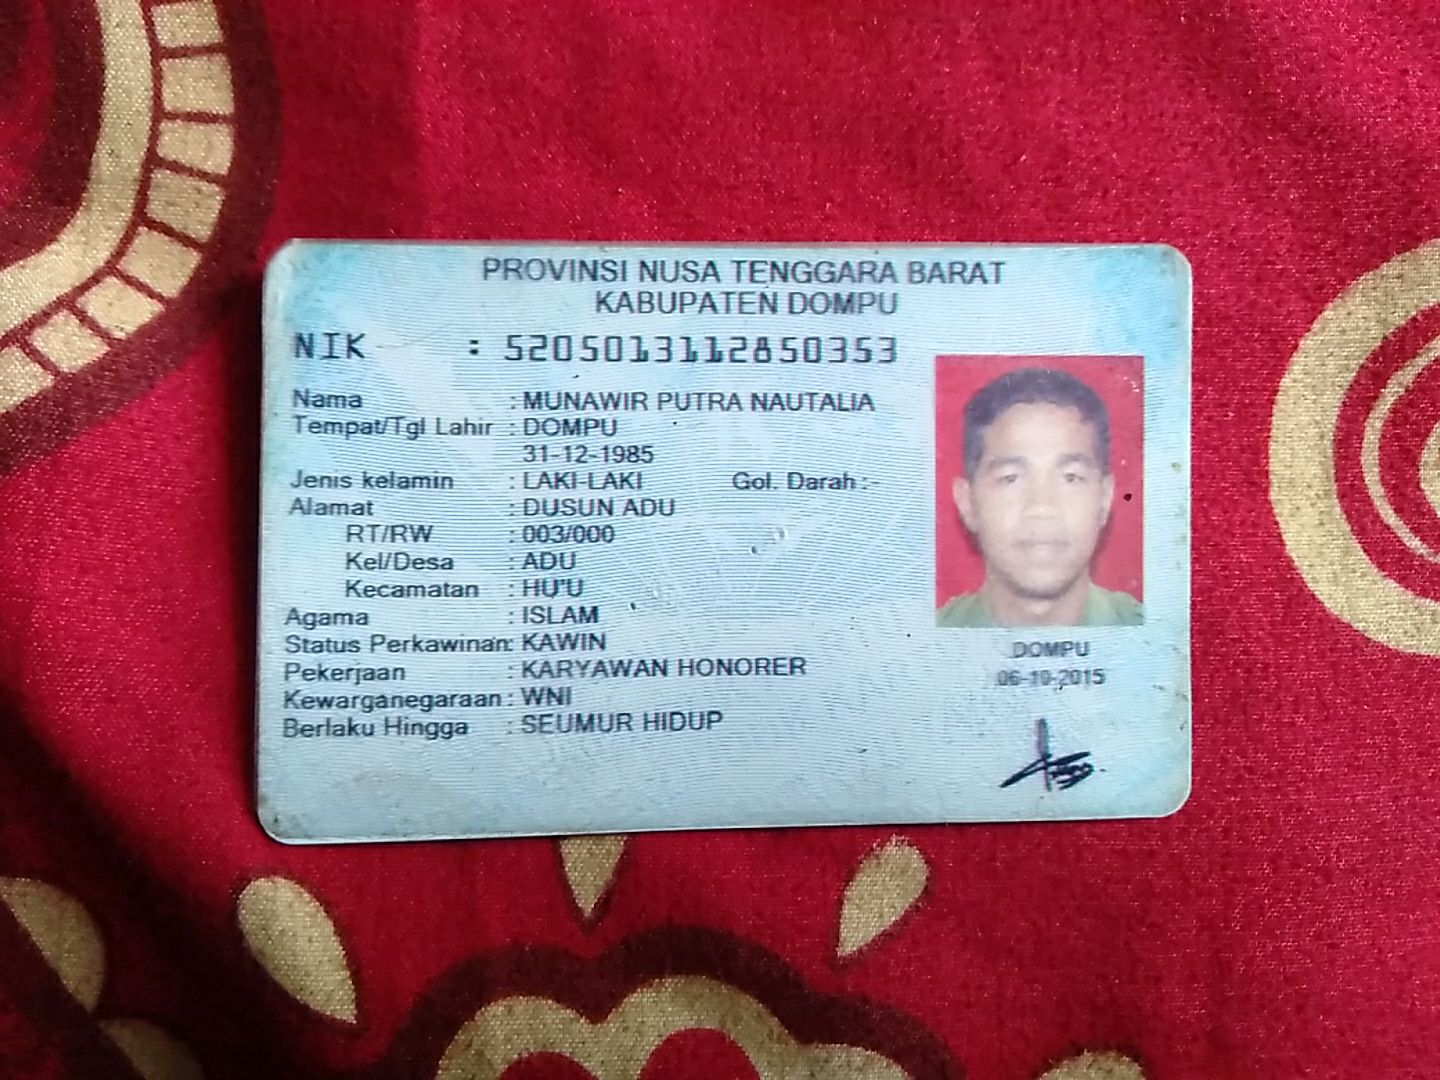 PROVINSI NUSA TENGGARA BARAT
KABUPATEN DOMPU
NIK : 5205013112850353
Nama : MUNAWIR PUTRA NAUTALIA
Tempat/Tgl Lahir : DOMPU
31-12-1985
Jenis kelamin : LAKI-LAKI Gol. Darah :-
Alamat : DUSUN ADU
RT/RW : 003/000
Kel/Desa : ADU
Kecamatan : HU'U
Agama : ISLAM
Status Perkawinan: KAWIN
Pekerjaan : KARYAWAN HONORER
Kewarganegaraan : WNI
Berlaku Hingga : SEUMUR HIDUP
DOMPU
06-10-2015